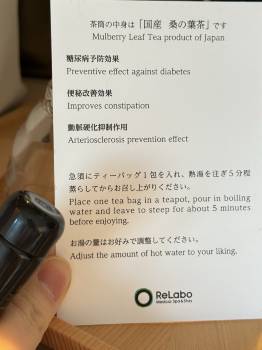 茶筒の中身は「国産　桑の葉茶」です
Mulberry Leaf Tea product of Japan
糖尿病予防効果
Preventive effect against diabetes
便秘改善効果
Improves constipation
動脈硬化抑制作用
Arteriosclerosis prevention effect
急須にティーバッグ1包を入れ、熱湯を注ぎ5分程
蒸らしてからお召し上がりください。
Place one tea bag in a teapot, pour in boiling
water and leave to steep for about 5 minutes
before enjoying.
お湯の量はお好みで調整してください。
Adjust the amount of hot water to your liking.
ReLabo
Medical Spa&Stay